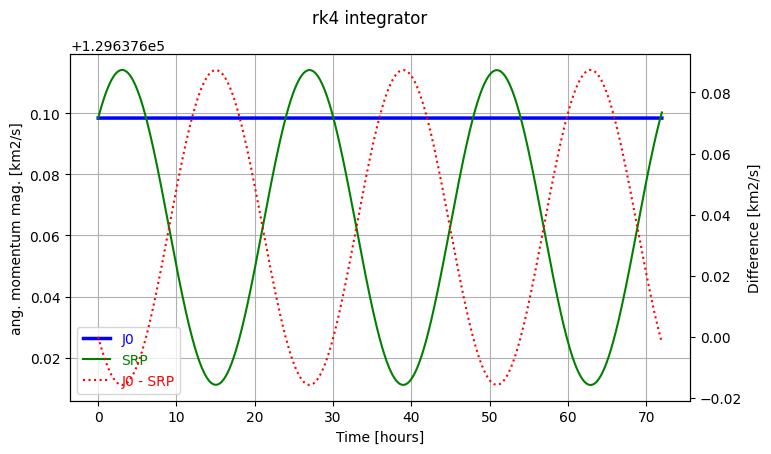 rk4 integrator
+1.296376e5
ang. momentum mag. [km2/s]
0.10
0.08
0.06
0.04
0.02
0.08
0.06
0.04
0.02
0.00
−0.02
Difference [km2/s]
J0
SRP
J0 - SRP
0 10 20 30 40 50 60 70
Time [hours]